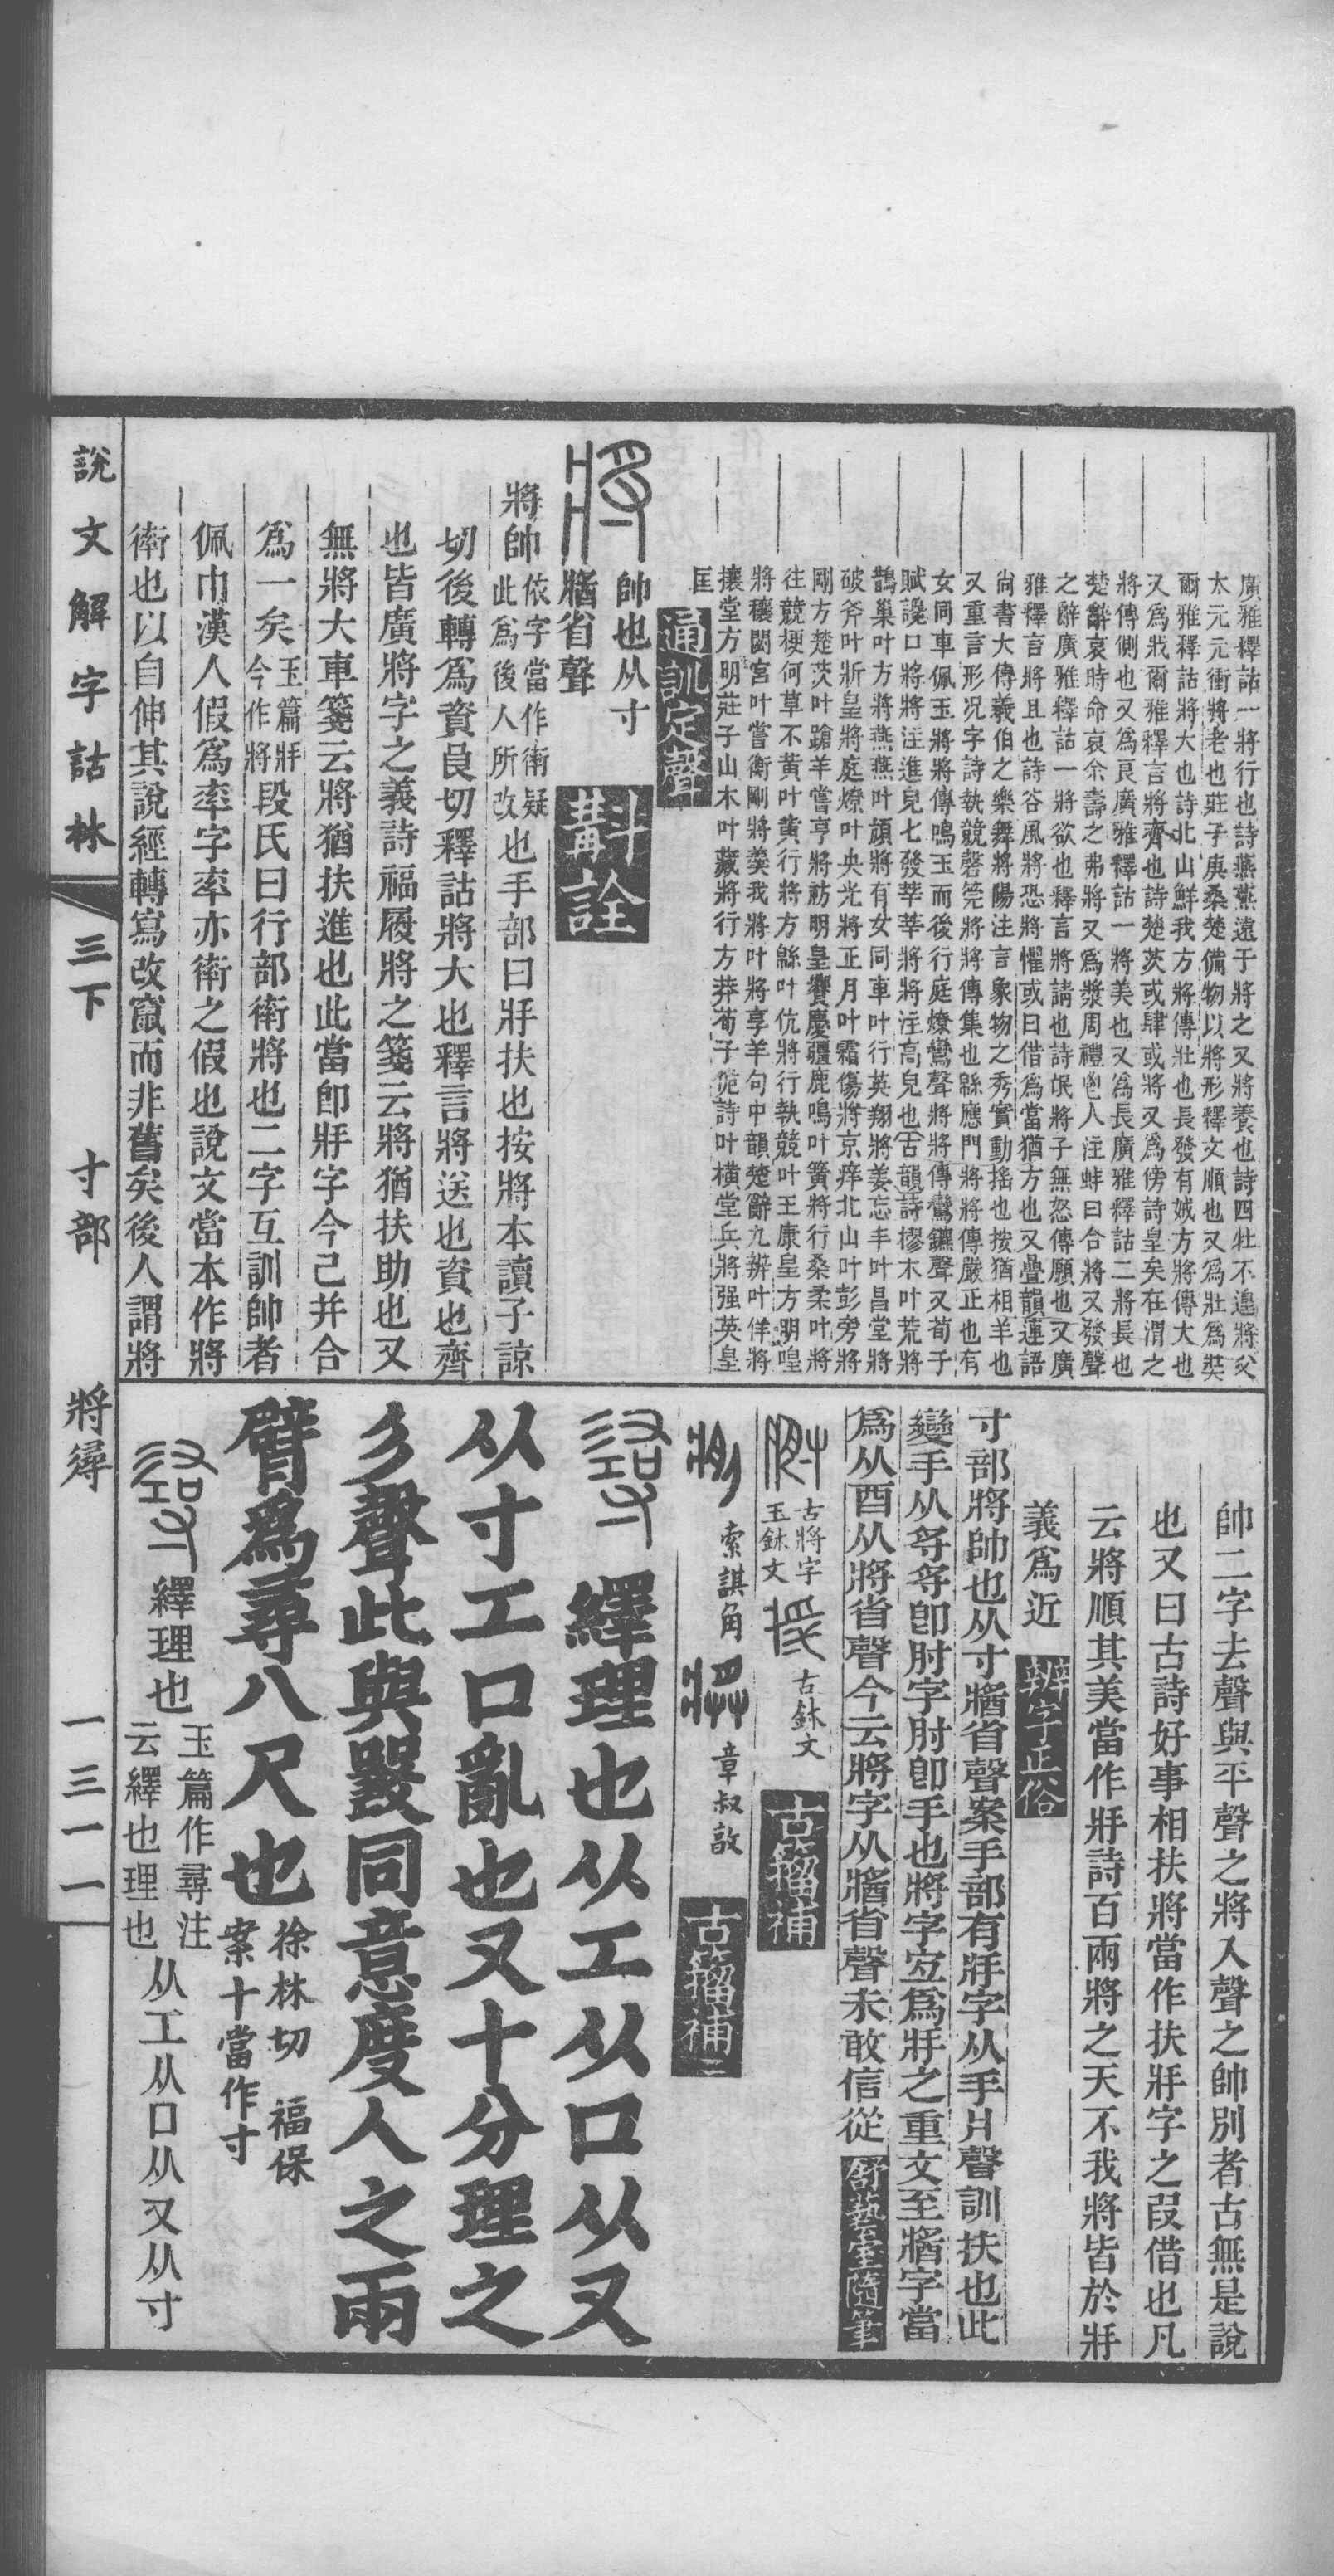 廣雅釋詁一將行也詩燕燕遠于將之又將養也詩四牡不遑將父
太元元衝將老也莊子庚桑楚備物以將形釋文順也又爲壯爲奘
爾雅釋詁將大也詩北山鮮我方將傳壯也長發有娀方將傳大也
又爲戕爾雅釋言將齊也詩楚茨或肆或將又爲傍詩皇矣在渭之
將傳側也又爲良廣雅釋詁一將美也又爲長廣雅釋詁二將長也
楚辭哀時命哀余壽之弗將又爲漿周禮鬯人注蚌曰合將又發聲
之辭廣雅釋詁一將欲也釋言將請也詩氓將子無怒傳願也又廣
雅釋言將且也詩谷風將恐將懼或曰借爲當猶方也又疊韻連語
尚書大傳羲伯之樂舞將陽注言象物之秀實動搖也按猶相羊也
又重言形况字詩執競磬筦將將傳集也緜應門將將傳嚴正也有
女同車佩玉將將傳鳴玉而後行庭燎鸞聲將將傳鸞鑣聲又荀子
賦讒口將將注進皃七發莘莘將將注高皃也古韻詩樛木叶荒將
鵲巢叶方將燕燕叶頏將有女同車叶行英翔將姜忘丰叶昌堂將
破斧叶斨皇將庭燎叶央光將正月叶霜傷將京痒北山叶彭旁將
剛方楚茨叶蹌羊嘗亨將祊明皇饗慶疆鹿鳴叶簧將行桑柔叶將
往競梗何草不黄叶黄行將方緜叶伉將行執競叶王康皇方明喤
將穰閟宮叶嘗衡剛將羹我將叶將享羊句中韻楚辭九辨叶佯將
攘堂方明莊子山木叶藏將行方莽荀子佹詩叶横堂兵將强英皇
匡 通訓定聲
帥也从寸
㢡省聲 斠詮
將帥依字當作衛疑此爲後人所改也手部曰𤕭扶也按將本讀子諒
切後轉爲資良切釋詁將大也釋言將送也資也齊
也皆廣將字之義詩福履將之箋云將猶扶助也又
無將大車箋云將猶扶進也此當卽𤕭字今已并合
爲一矣玉篇𤕭今作將段氏曰行部衛將也二字互訓帥者
佩巾漢人假爲率字率亦衛之假也說文當本作將
衛也以自伸其說經轉寫改竄而非舊矣後人謂將
帥二字去聲與平聲之將入聲之帥別者古無是說
也又曰古詩好事相扶將當作扶𤕭字之叚借也凡
云將順其美當作𤕭詩百兩將之天不我將皆於𤕭
義爲近 辨字正俗
寸部將帥也从寸㢡省聲案手部有𤕭字从手爿聲訓扶也此
變手从寽寽卽肘字肘卽手也將字宐爲𤕭之重文至㢡字當
爲从酉从將省聲今云將字从㢡省聲未敢信從 舒藝室隨筆
古將字玉鉥文 古鉥文 古籀補
索諆角 章叔㪤 古籀補二
繹理也从工从口从又
从寸工口亂也又寸分理之
彡聲此與㗊同意度人之兩
臂爲尋八尺也徐林切 福保案十當作寸
繹理也玉篇作尋注云繹也理也从工从口从又从寸
說文解字詁林 三下 寸部 將尋 一三一一